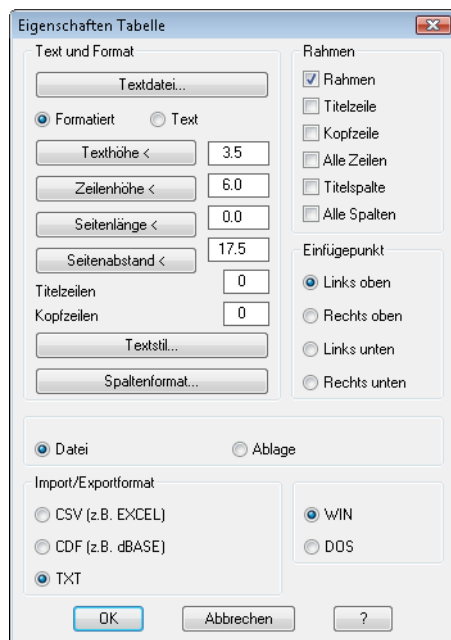 Eigenschaften Tabelle
Text und Format
Textdatei...
Formatiert Text
Texthöhe < 3.5
Zeilenhöhe < 6.0
Seitenlänge < 0.0
Seitenabstand < 17.5
Titelzeilen 0
Kopfzeilen 0
Textstil...
Spaltenformat...
Rahmen
Rahmen
Titelzeile
Kopfzeile
Alle Zeilen
Titelspalte
Alle Spalten
Einfügepunkt
Links oben
Rechts oben
Links unten
Rechts unten
Datei Ablage
Import/Exportformat
CSV (z.B. EXCEL)
CDF (z.B. dBASE)
TXT
WIN
DOS
OK Abbrechen ?